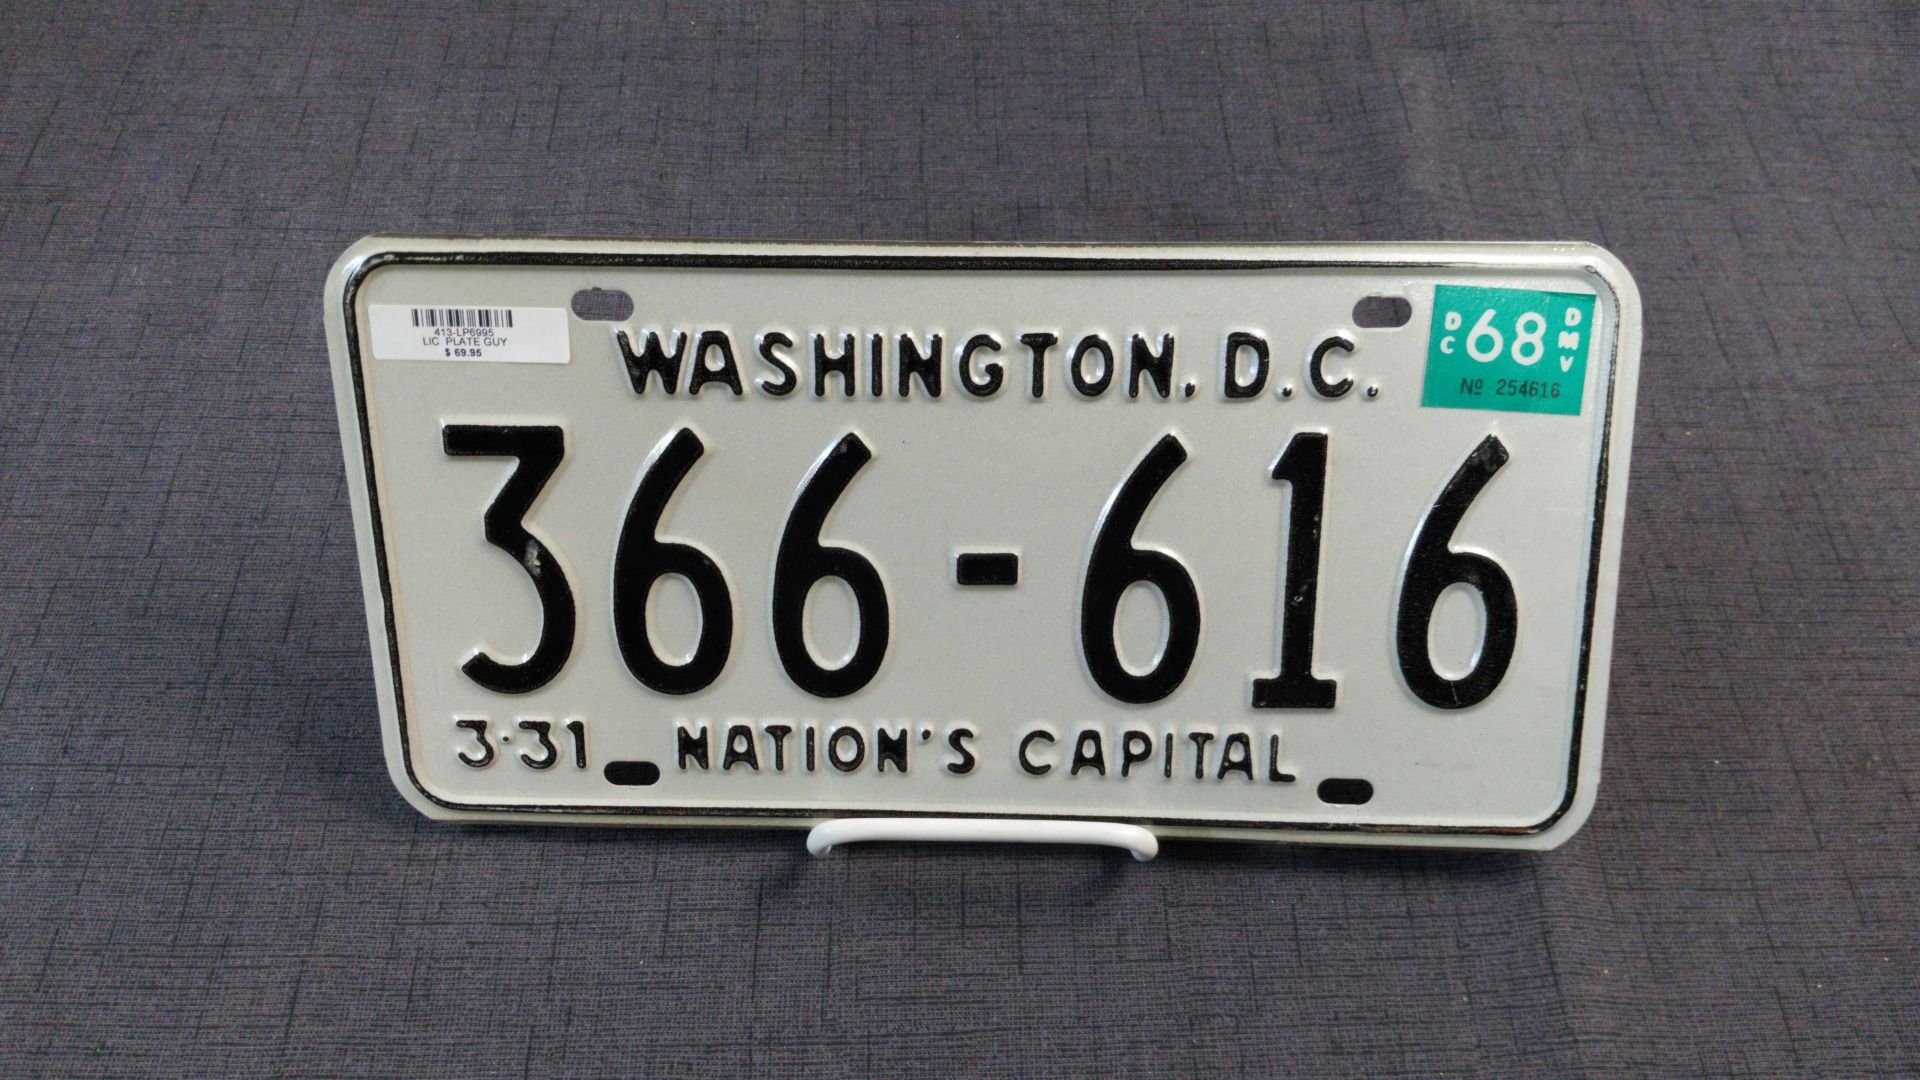 413-LP6995
LIC PLATE GUY
$ 69.95
WASHINGTON, D.C.
DC 68 DMV
No 254616
366-616
3·31 NATION'S CAPITAL